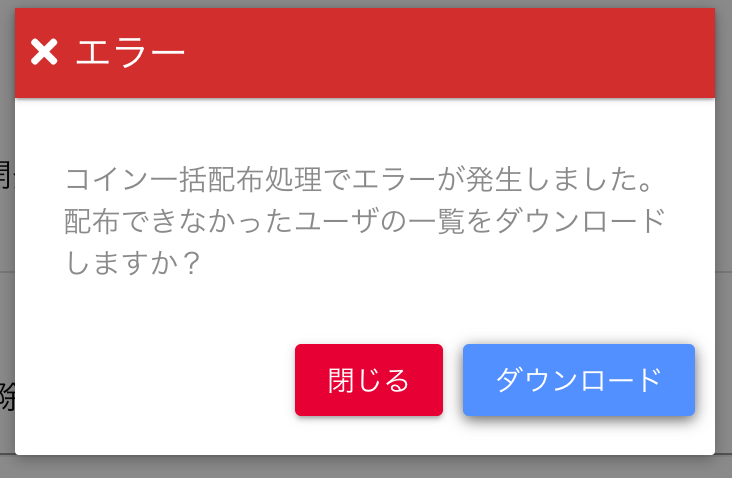 エラー
コイン一括配布処理でエラーが発生しました。
配布できなかったユーザの一覧をダウンロード
しますか？
閉じる
ダウンロード
除